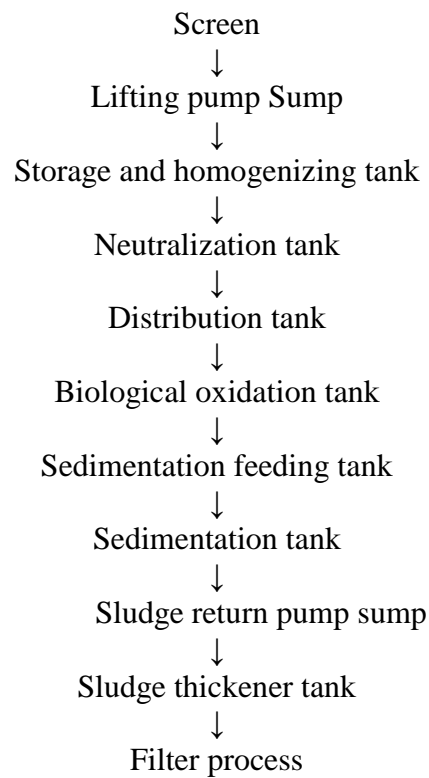 Screen
↓
Lifting pump Sump
↓
Storage and homogenizing tank
↓
Neutralization tank
↓
Distribution tank
↓
Biological oxidation tank
↓
Sedimentation feeding tank
↓
Sedimentation tank
↓
Sludge return pump sump
↓
Sludge thickener tank
↓
Filter process